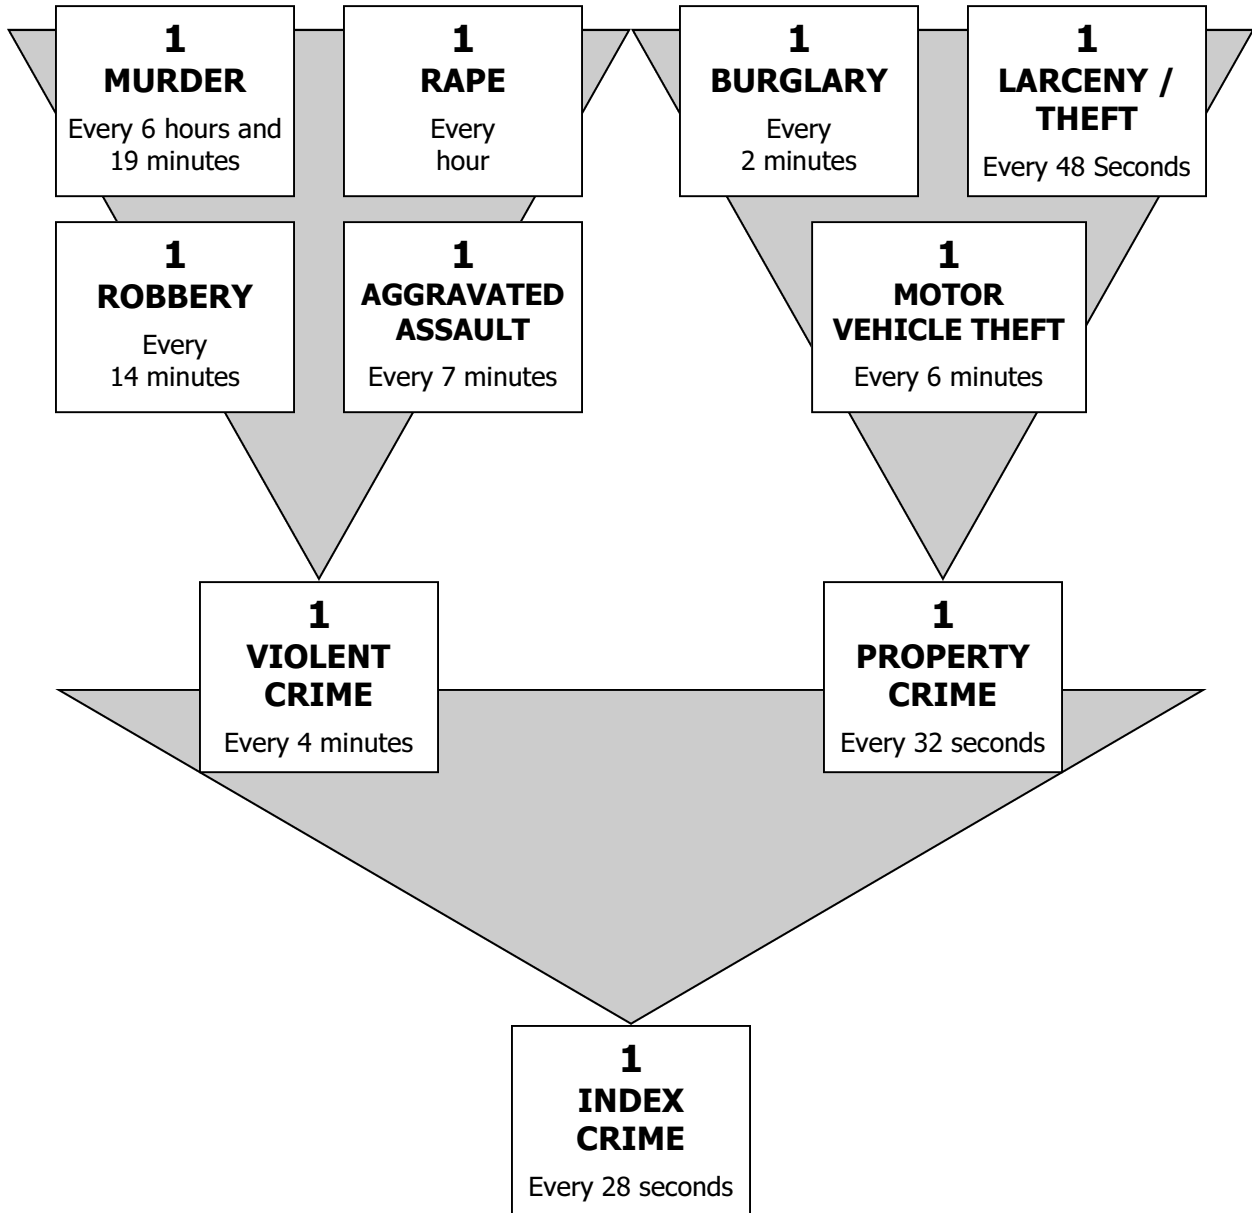 1
MURDER
Every 6 hours and
19 minutes
1
RAPE
Every
hour
1
BURGLARY
Every
2 minutes
1
LARCENY /
THEFT
Every 48 Seconds
1
ROBBERY
Every
14 minutes
1
AGGRAVATED
ASSAULT
Every 7 minutes
1
MOTOR
VEHICLE THEFT
Every 6 minutes
1
VIOLENT
CRIME
Every 4 minutes
1
PROPERTY
CRIME
Every 32 seconds
1
INDEX
CRIME
Every 28 seconds